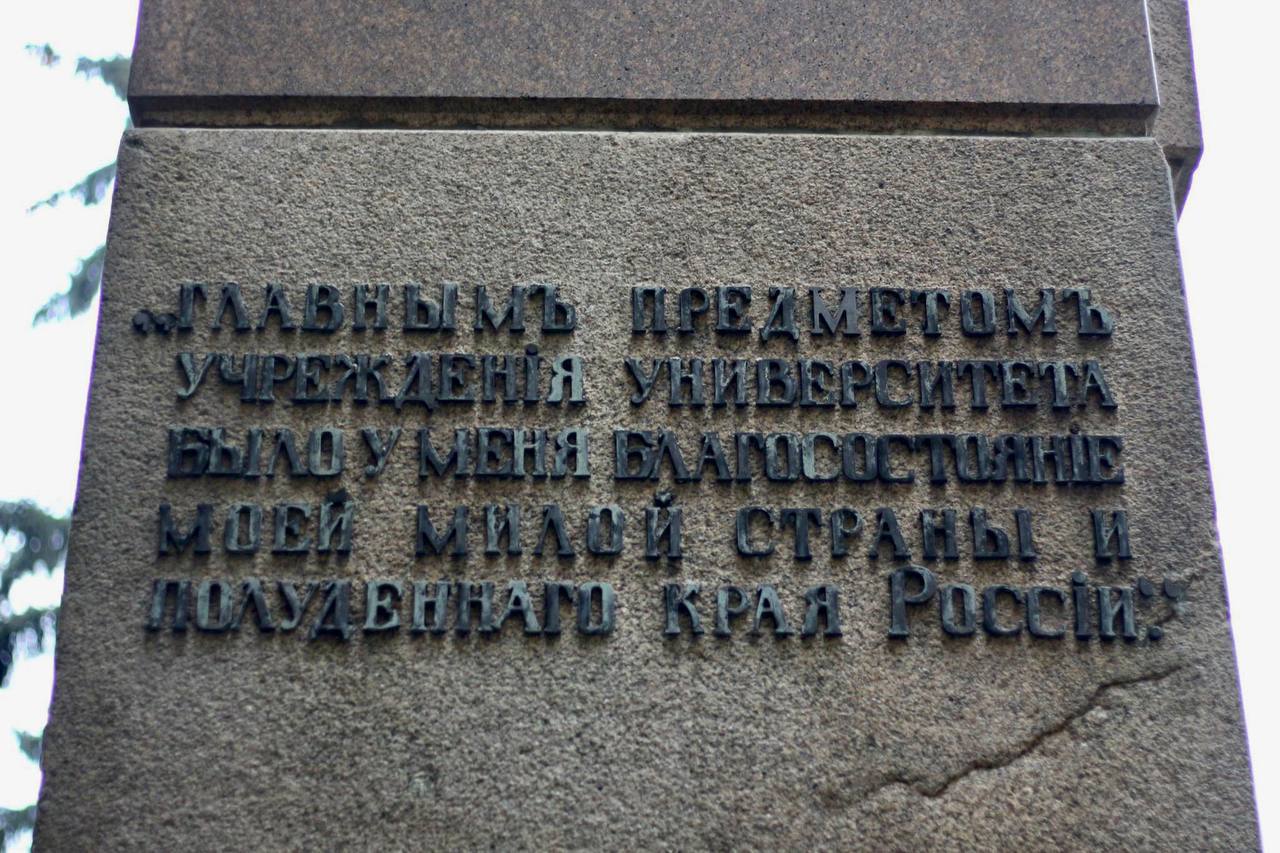 „ГЛАВНЫМЪ ПРЕДМЕТОМЪ
УЧРЕЖДЕНІЯ УНИВЕРСИТЕТА
БЫЛО У МЕНЯ БЛАГОСОСТОЯНІЕ
МОЕЙ МИЛОЙ СТРАНЫ И
ПОЛУДЕННАГО КРАЯ РОССІИ".